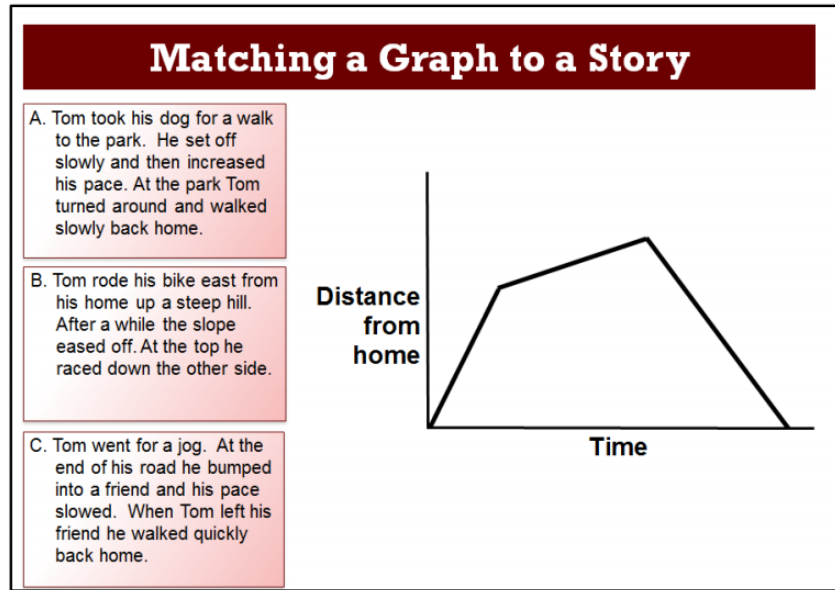 Matching a Graph to a Story
A. Tom took his dog for a walk
to the park. He set off
slowly and then increased
his pace. At the park Tom
turned around and walked
slowly back home.
B. Tom rode his bike east from
his home up a steep hill.
After a while the slope
eased off. At the top he
raced down the other side.
C. Tom went for a jog. At the
end of his road he bumped
into a friend and his pace
slowed. When Tom left his
friend he walked quickly
back home.
Distance
from
home
Time